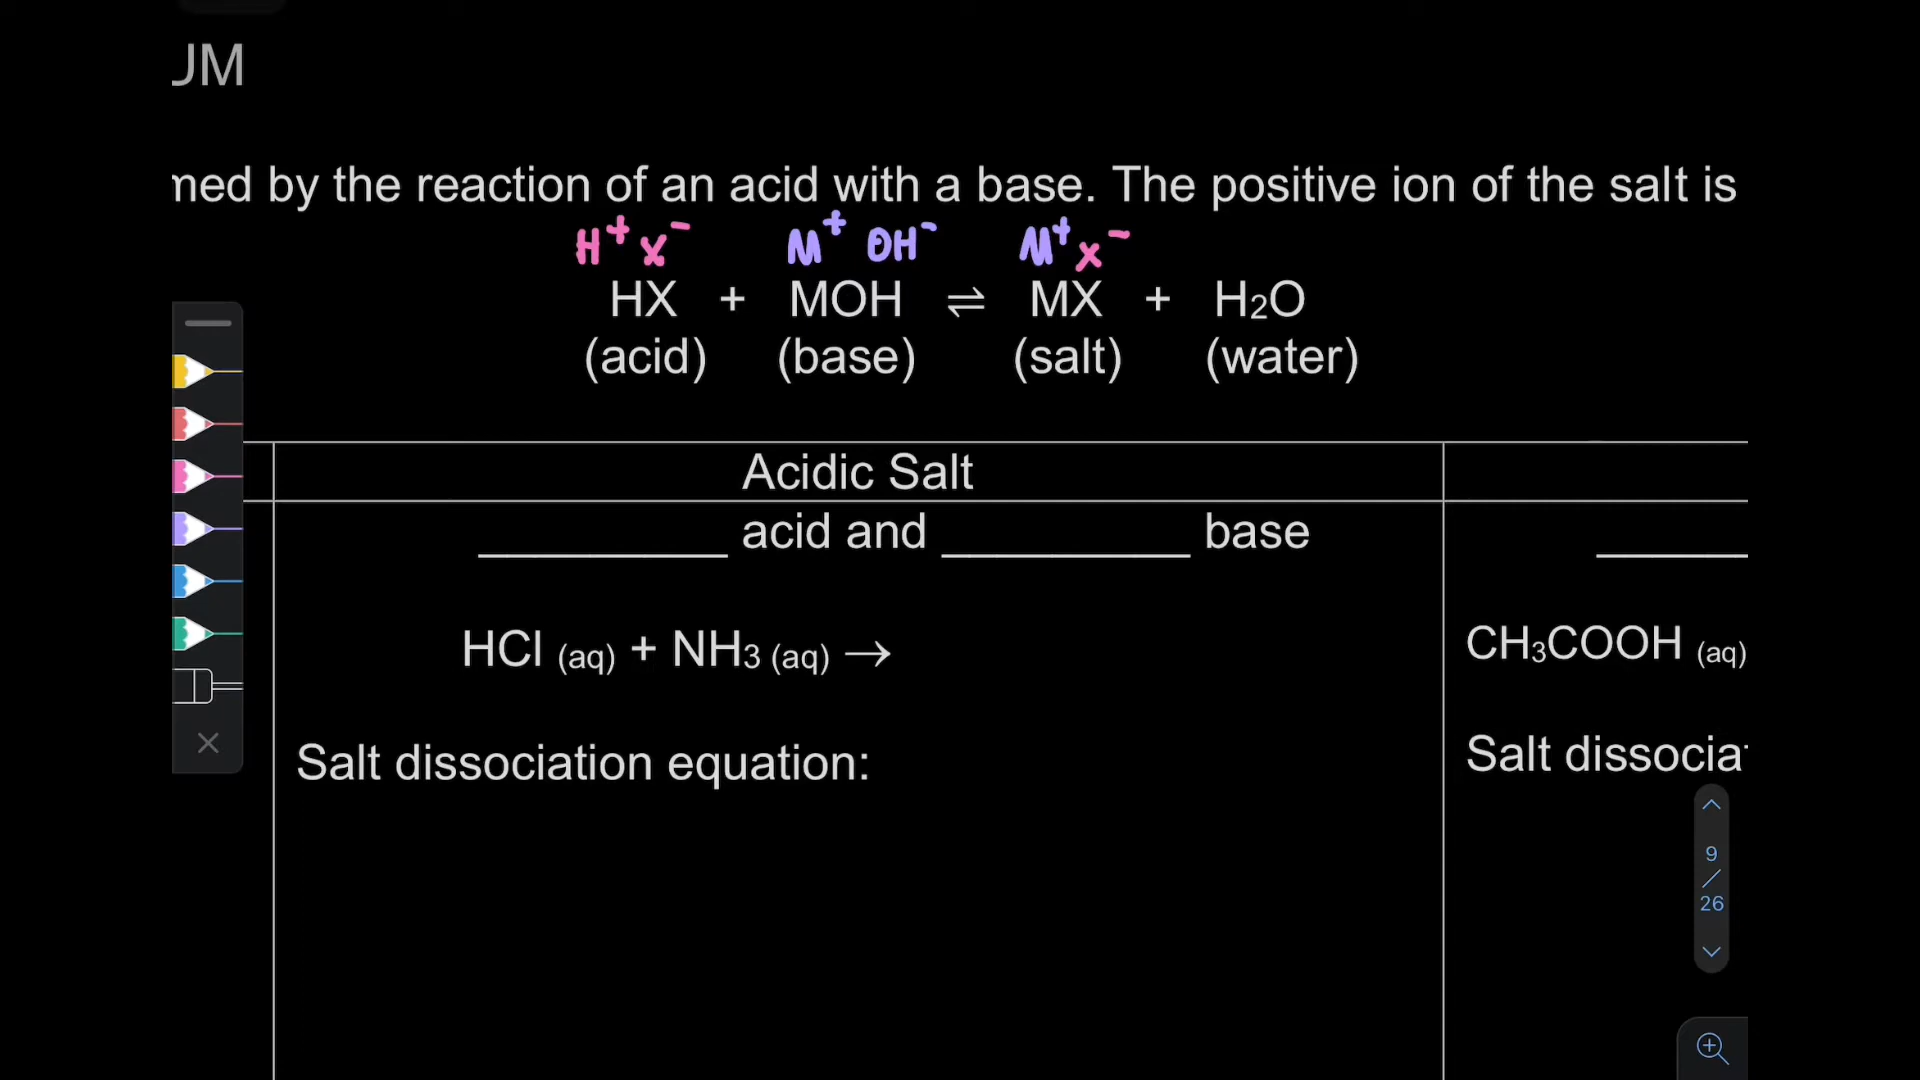 UM
med by the reaction of an acid with a base. The positive ion of the salt is
H⁺ X⁻ M⁺ OH⁻ M⁺ X⁻
HX + MOH ⇌ MX + H₂O
(acid) (base) (salt) (water)
Acidic Salt
__________ acid and __________ base
HCl (aq) + NH₃ (aq) →
CH₃COOH (aq)
Salt dissociation equation:
Salt dissocia
9
/
26